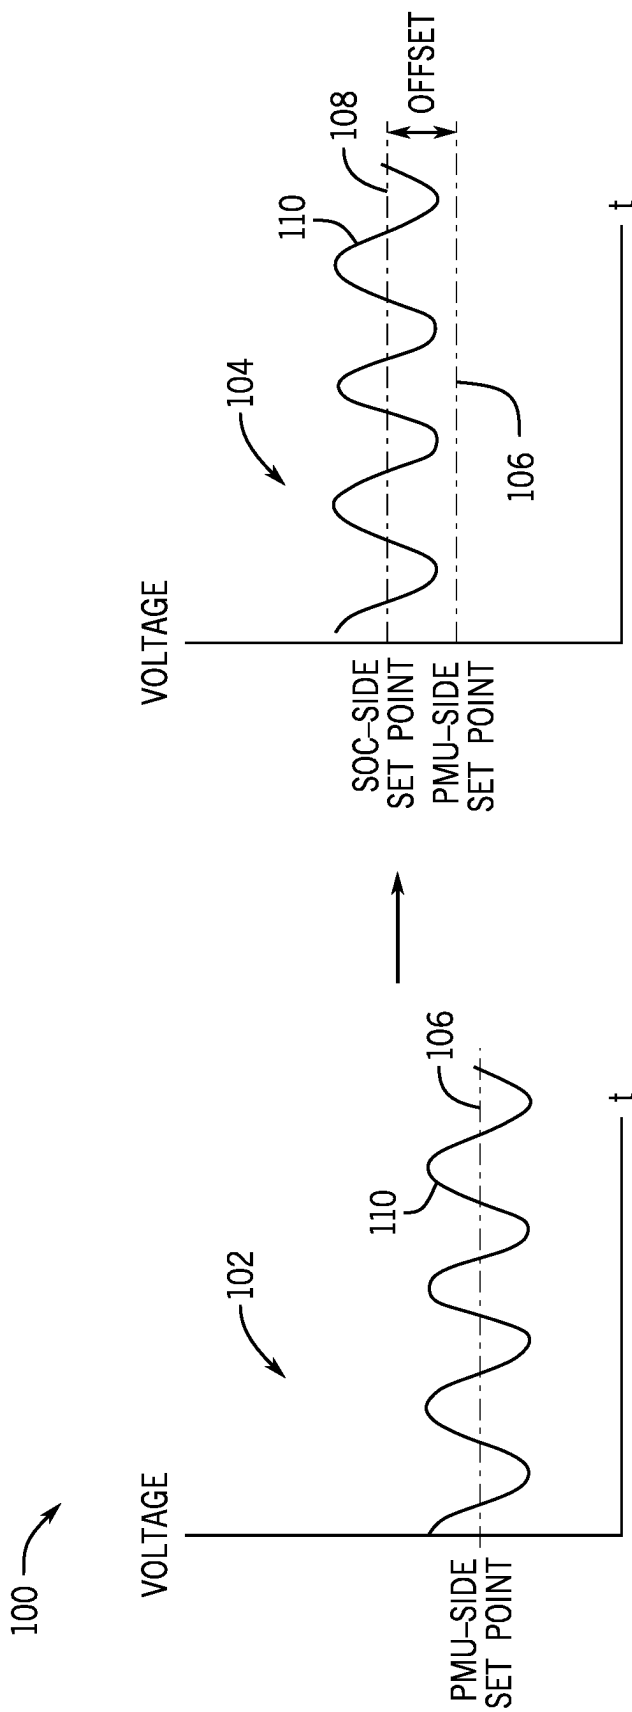 100
VOLTAGE
102
PMU-SIDE
SET POINT
110
106
t
VOLTAGE
104
SOC-SIDE
SET POINT
PMU-SIDE
SET POINT
110
108
OFFSET
106
t